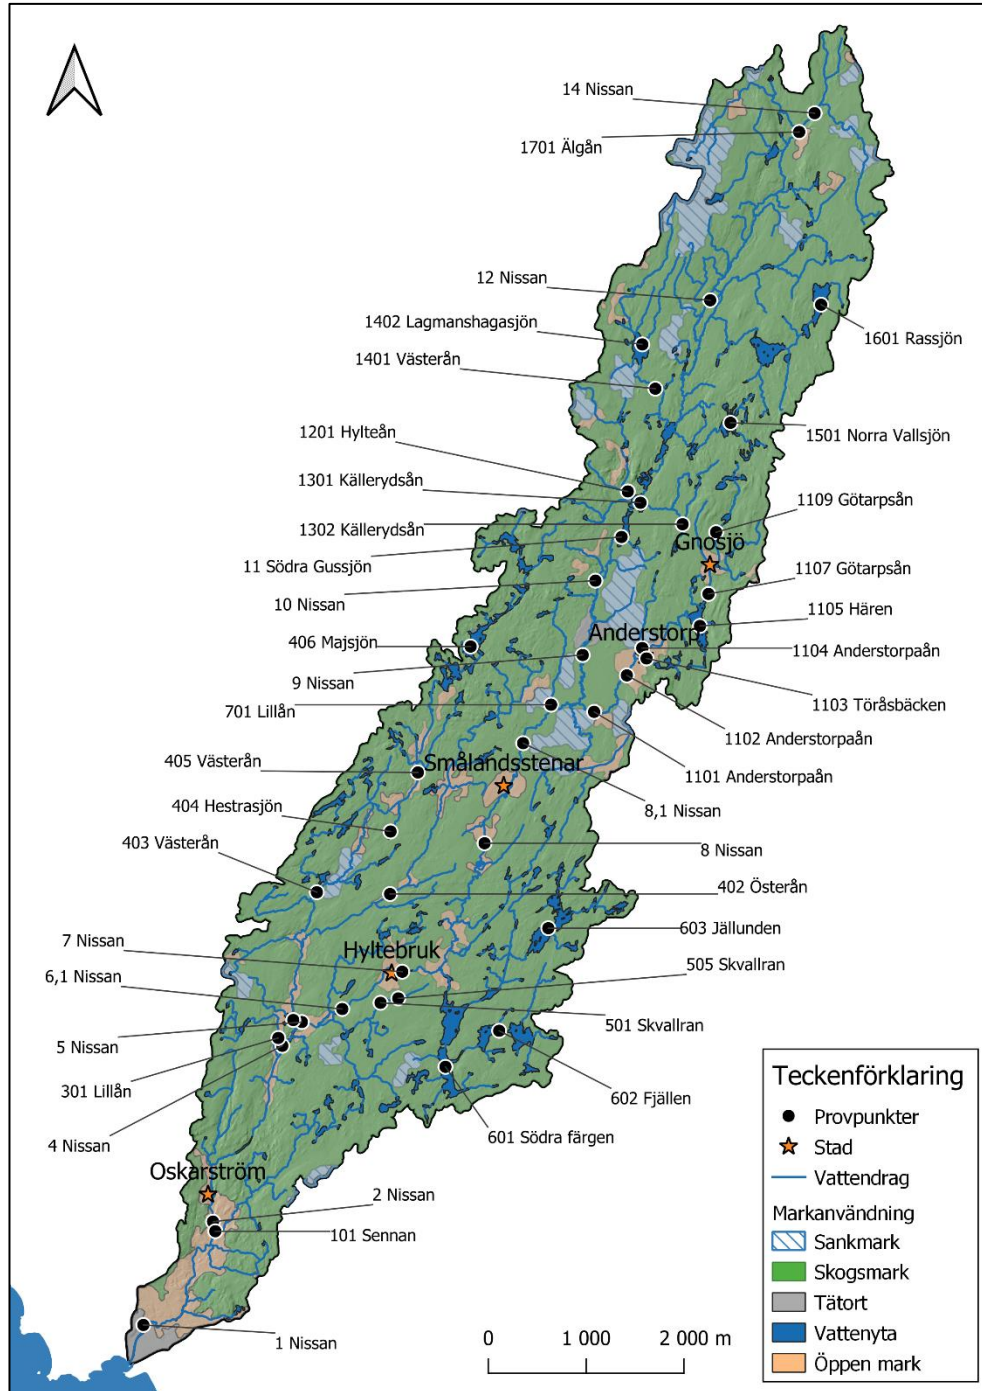 14 Nissan
1701 Älgån
12 Nissan
1402 Lagmanshagasjön
1601 Rassjön
1401 Västerån
1201 Hylteån
1501 Norra Vallsjön
1301 Källerydsån
1109 Götarpsån
1302 Källerydsån
Gnosjö
11 Södra Gussjön
1107 Götarpsån
10 Nissan
1105 Hären
406 Majsjön
Anderstorp
1104 Anderstorpaån
9 Nissan
1103 Töråsbäcken
701 Lillån
1102 Anderstorpaån
405 Västerån
Smålandsstenar
1101 Anderstorpaån
404 Hestrasjön
8,1 Nissan
403 Västerån
8 Nissan
402 Österån
7 Nissan
Hyltebruk
603 Jällunden
6,1 Nissan
505 Skvallran
5 Nissan
501 Skvallran
301 Lillån
602 Fjällen
4 Nissan
601 Södra färgen
Oskarström
2 Nissan
101 Sennan
1 Nissan
0 1 000 2 000 m
Teckenförklaring
Provpunkter
Stad
Vattendrag
Markanvändning
Sankmark
Skogsmark
Tätort
Vattenyta
Öppen mark